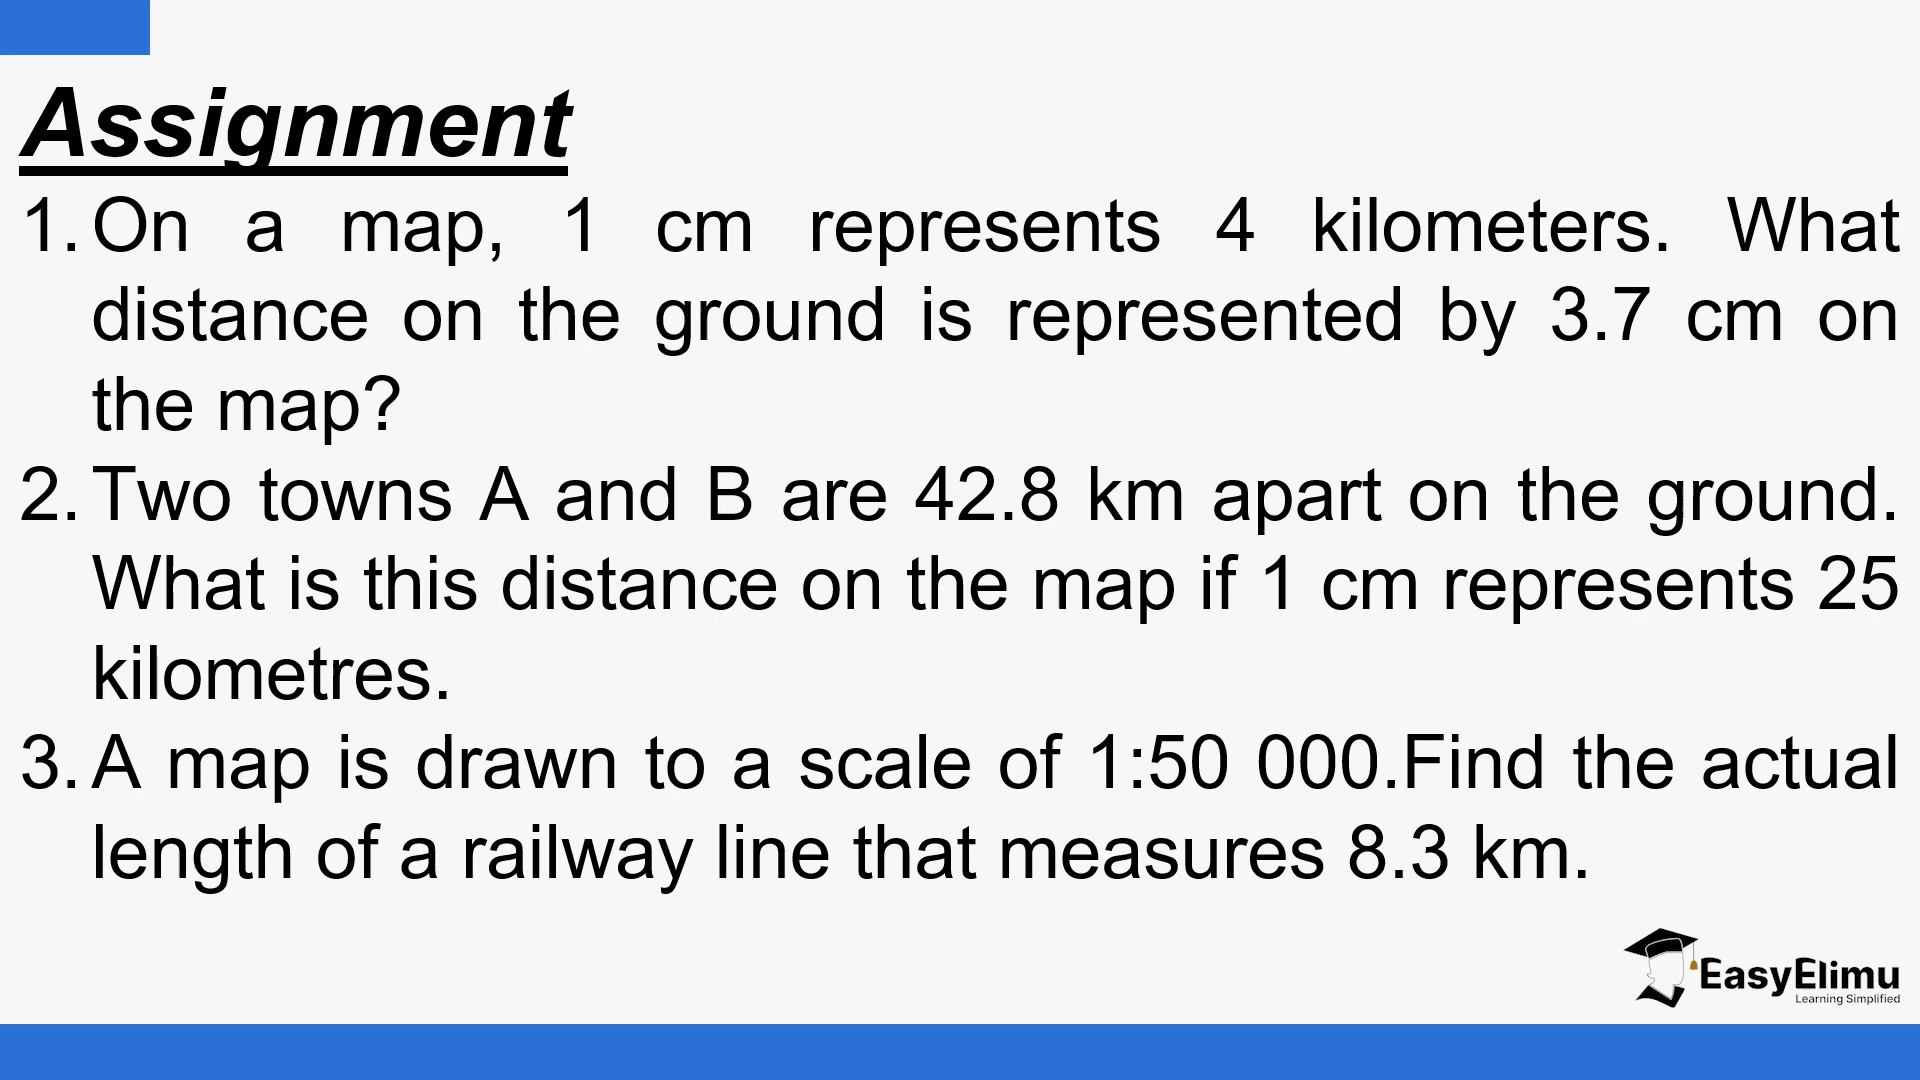 Assignment
1. On a map, 1 cm represents 4 kilometers. What
distance on the ground is represented by 3.7 cm on
the map?
2. Two towns A and B are 42.8 km apart on the ground.
What is this distance on the map if 1 cm represents 25
kilometres.
3. A map is drawn to a scale of 1:50 000.Find the actual
length of a railway line that measures 8.3 km.
EasyElimu
Learning Simplified